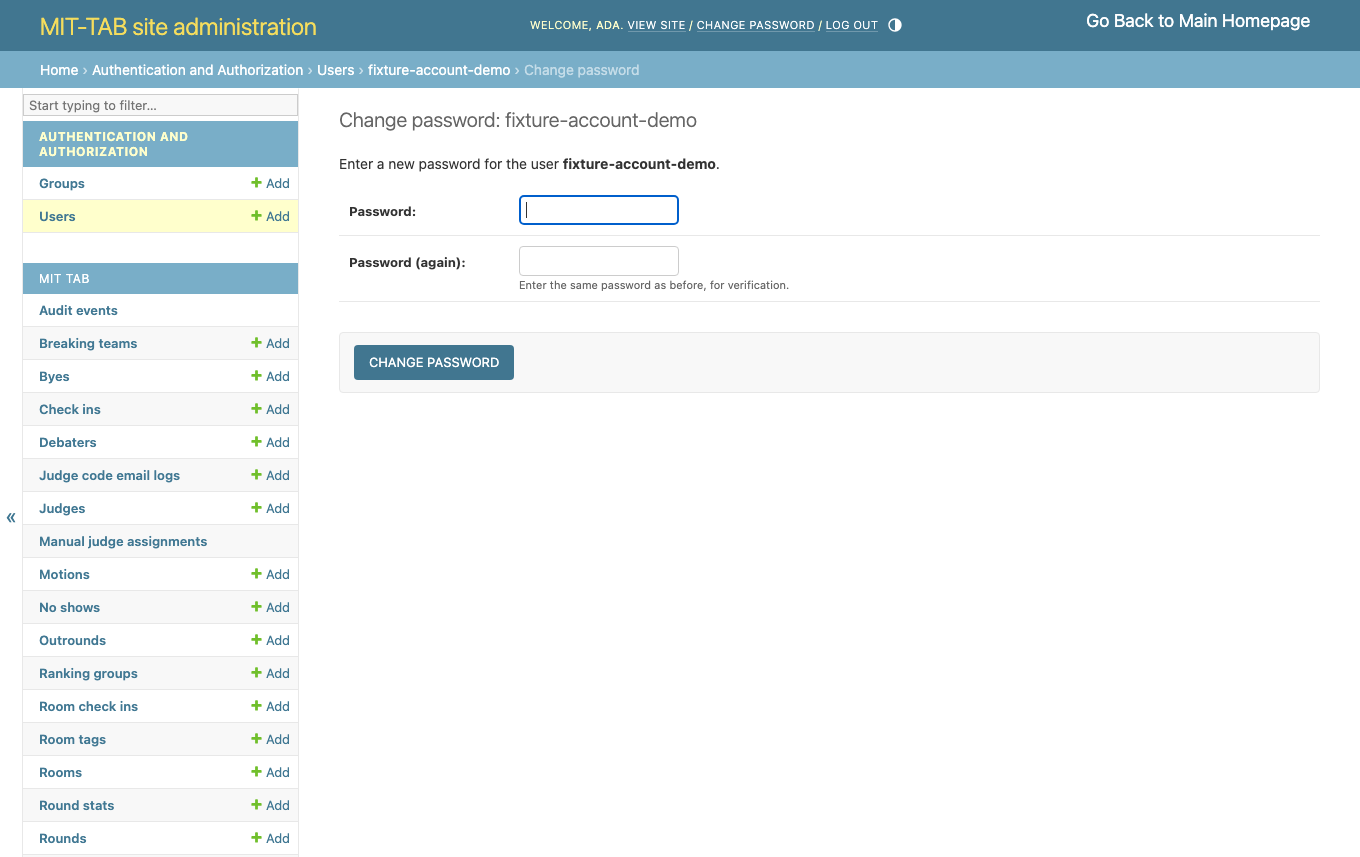 MIT-TAB site administration
WELCOME, ADA. VIEW SITE / CHANGE PASSWORD / LOG OUT
Go Back to Main Homepage
Home › Authentication and Authorization › Users › fixture-account-demo › Change password
Start typing to filter...
AUTHENTICATION AND
AUTHORIZATION
Groups + Add
Users + Add
MIT TAB
Audit events
Breaking teams + Add
Byes + Add
Check ins + Add
Debaters + Add
Judge code email logs + Add
Judges + Add
Manual judge assignments
Motions + Add
No shows + Add
Outrounds + Add
Ranking groups + Add
Room check ins + Add
Room tags + Add
Rooms + Add
Round stats + Add
Rounds + Add
«
Change password: fixture-account-demo
Enter a new password for the user fixture-account-demo.
Password:
Password (again):
Enter the same password as before, for verification.
CHANGE PASSWORD